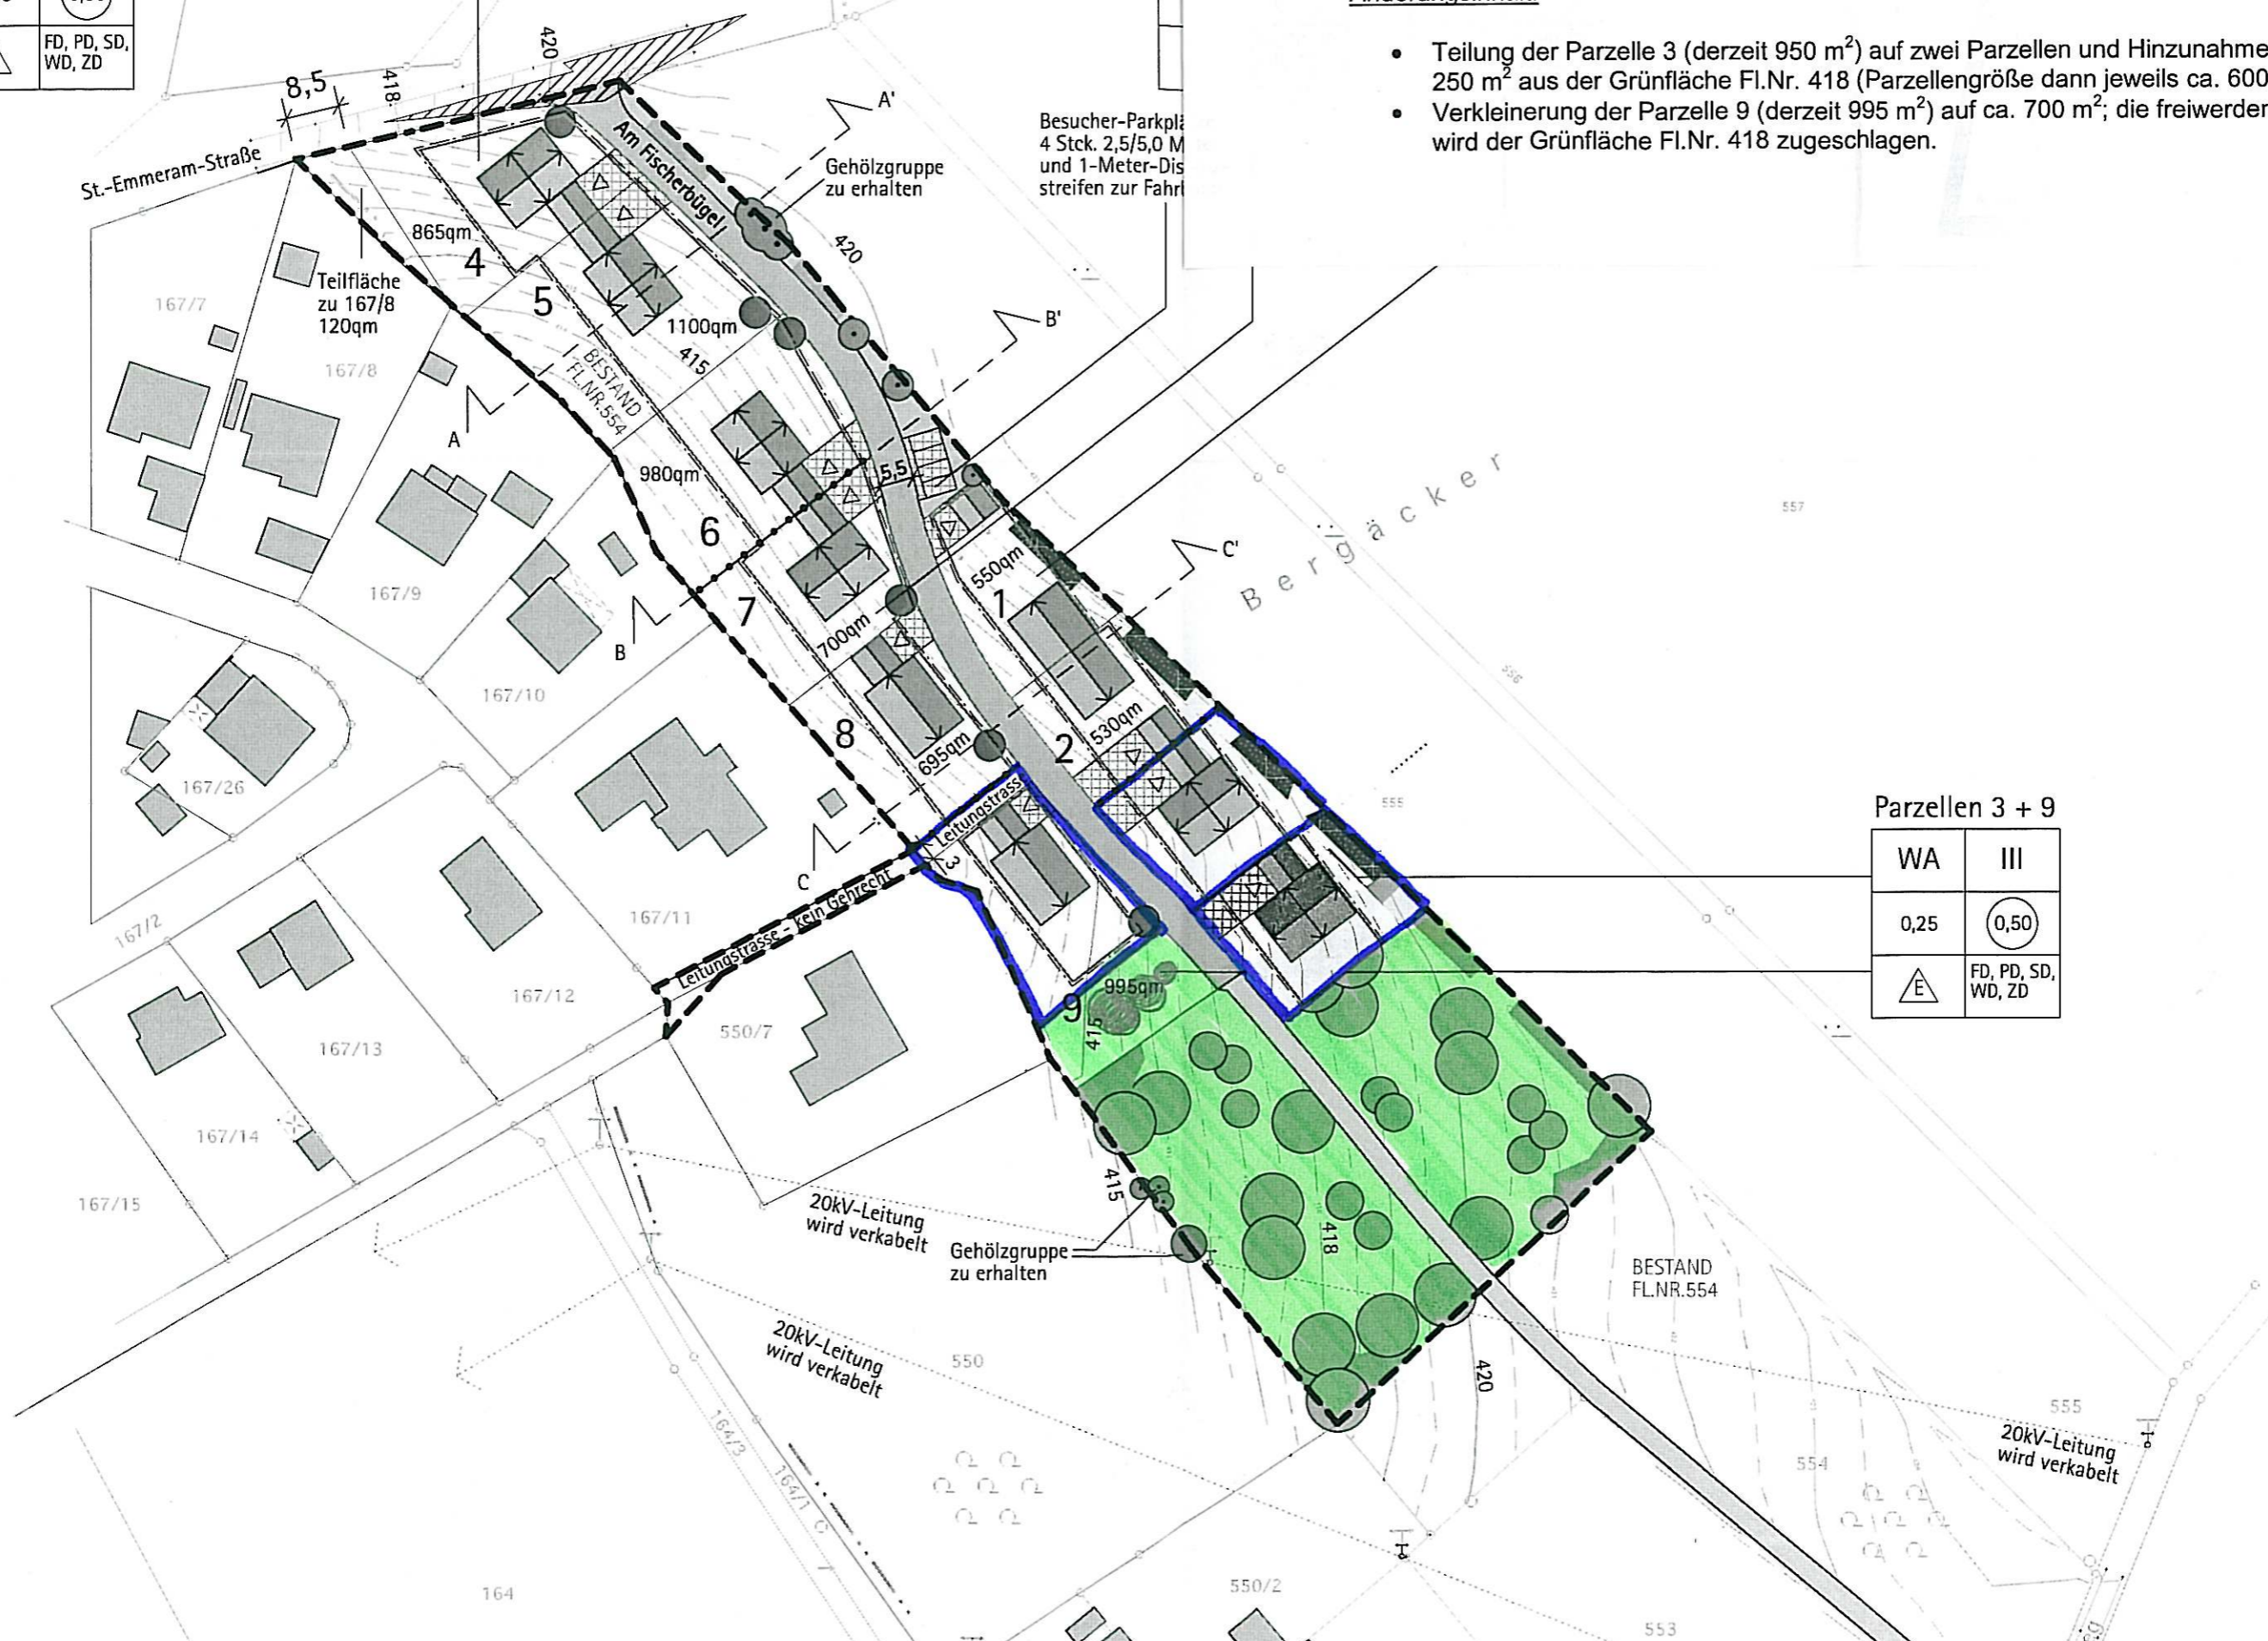 FD, PD, SD,
WD, ZD
Teilung der Parzelle 3 (derzeit 950 m²) auf zwei Parzellen und Hinzunahme
250 m² aus der Grünfläche Fl.Nr. 418 (Parzellengröße dann jeweils ca. 600
Verkleinerung der Parzelle 9 (derzeit 995 m²) auf ca. 700 m²; die freiwerden
wird der Grünfläche Fl.Nr. 418 zugeschlagen.
8,5
418
420
St.-Emmeram-Straße
Am Fischerbügel
A'
Gehölzgruppe
zu erhalten
Besucher-Parkplä
4 Stck. 2,5/5,0 M
und 1-Meter-Dis
streifen zur Fahrb
420
865qm
4
5
Teilfläche
zu 167/8
120qm
167/7
167/8
1100qm
415
BESTAND
FL.NR.554
A
B'
980qm
5,5
Bergäcker
557
6
7
167/9
B
550qm
1
C'
700qm
167/10
8
695qm
2
530qm
556
555
167/26
Leitungstrass
3
C
Leitungstrasse - kein Gehrecht
167/2
167/11
167/12
167/13
167/14
167/15
550/7
Parzellen 3 + 9
WA
III
0,25
0,50
E
FD, PD, SD,
WD, ZD
995qm
9
415
415
418
20kV-Leitung
wird verkabelt
Gehölzgruppe
zu erhalten
BESTAND
FL.NR.554
20kV-Leitung
wird verkabelt
550
420
555
20kV-Leitung
wird verkabelt
554
164/3
164/1
164
550/2
553